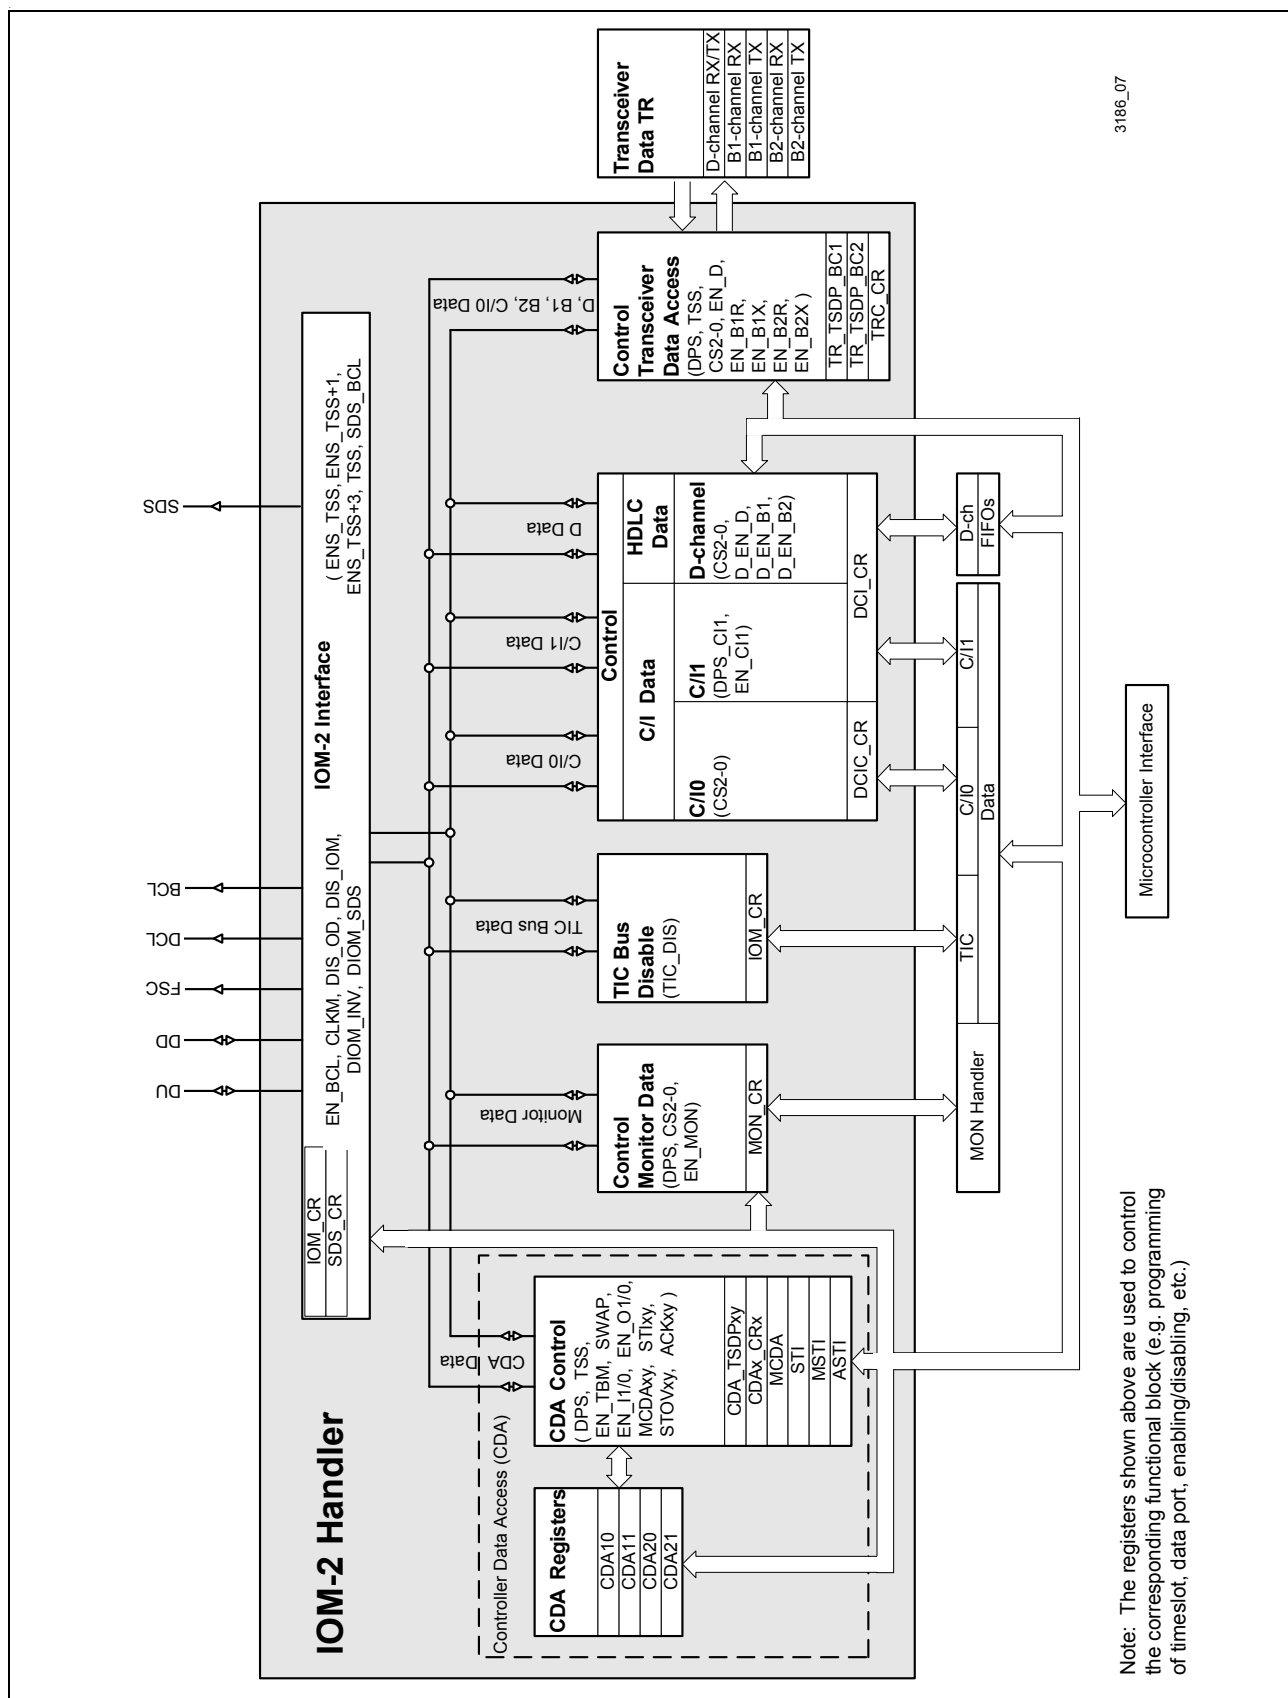 IOM-2 Handler
SDS
BCL
DCL
FSC
DD
DU
IOM_CR
SDS_CR
IOM-2 Interface
EN_BCL, CLKM, DIS_OD, DIS_IOM,
DIOM_INV, DIOM_SDS
( ENS_TSS, ENS_TSS+1,
ENS_TSS+3, TSS, SDS_BCL
Controller Data Access (CDA)
CDA Registers
CDA10
CDA11
CDA20
CDA21
CDA Data
CDA Control
( DPS, TSS,
EN_TBM, SWAP,
EN_I1/0, EN_O1/0,
MCDAxy, STIxy,
STOVxy, ACKxy )
CDA_TSDPxy
CDAx_CRx
MCDA
STI
MSTI
ASTI
Monitor Data
Control
Monitor Data
(DPS, CS2-0,
EN_MON)
MON_CR
TIC Bus Data
TIC Bus
Disable
(TIC_DIS)
IOM_CR
C/I0 Data
C/I1 Data
D Data
Control
C/I Data
HDLC
Data
C/I0
(CS2-0)
C/I1
(DPS_CI1,
EN_CI1)
D-channel
(CS2-0,
D_EN_D,
D_EN_B1,
D_EN_B2)
DCIC_CR
DCI_CR
D, B1, B2, C/I0 Data
Control
Transceiver
Data Access
(DPS, TSS,
CS2-0, EN_D,
EN_B1R,
EN_B1X,
EN_B2R,
EN_B2X )
TR_TSDP_BC1
TR_TSDP_BC2
TRC_CR
Transceiver
Data TR
D-channel RX/TX
B1-channel RX
B1-channel TX
B2-channel RX
B2-channel TX
MON Handler
TIC
C/I0
C/I1
Data
D-ch
FIFOs
Microcontroller Interface
Note: The registers shown above are used to control
the corresponding functional block (e.g. programming
of timeslot, data port, enabling/disabling, etc.)
3186_07